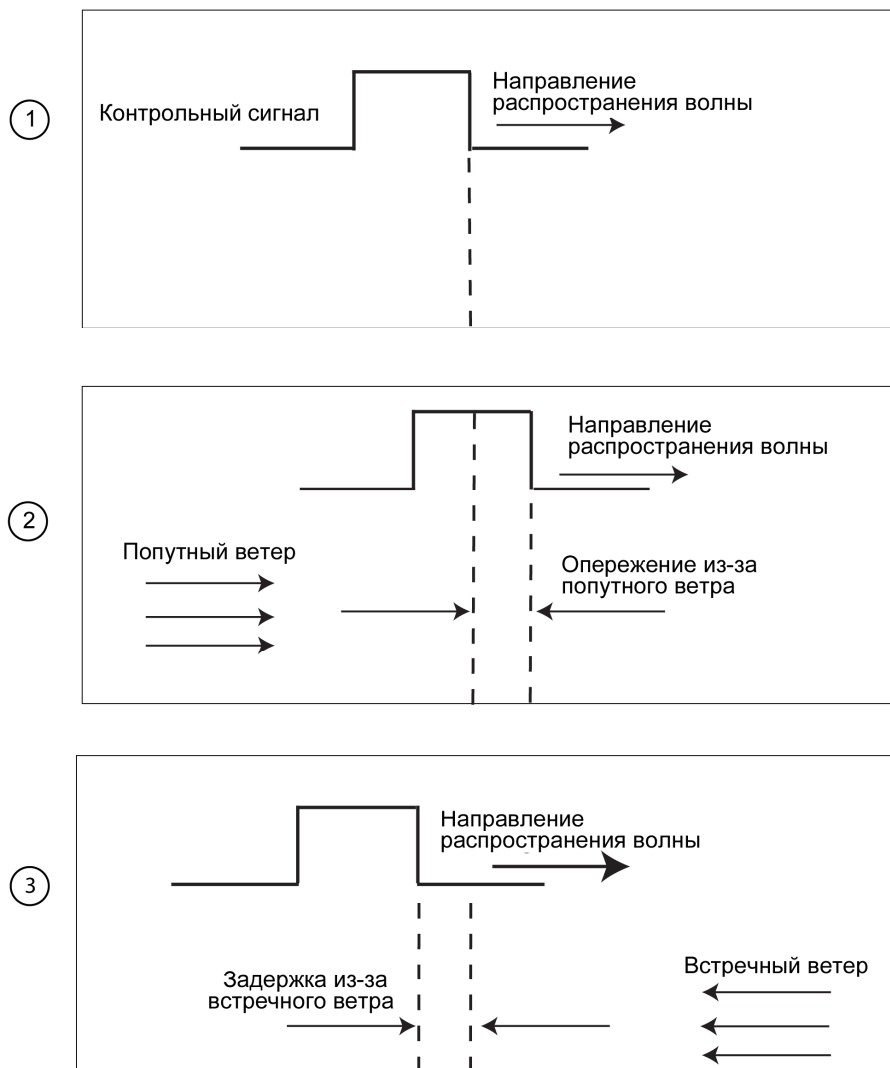 1
Контрольный сигнал
Направление
распространения волны
2
Направление
распространения волны
Попутный ветер
Опережение из-за
попутного ветра
3
Направление
распространения волны
Задержка из-за
встречного ветра
Встречный ветер